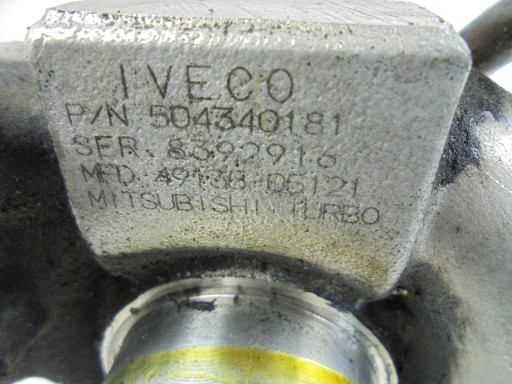 IVECO
P/N 504340181
SER. 8392916
MFD. 49135-05121
MITSUBISHI TURBO